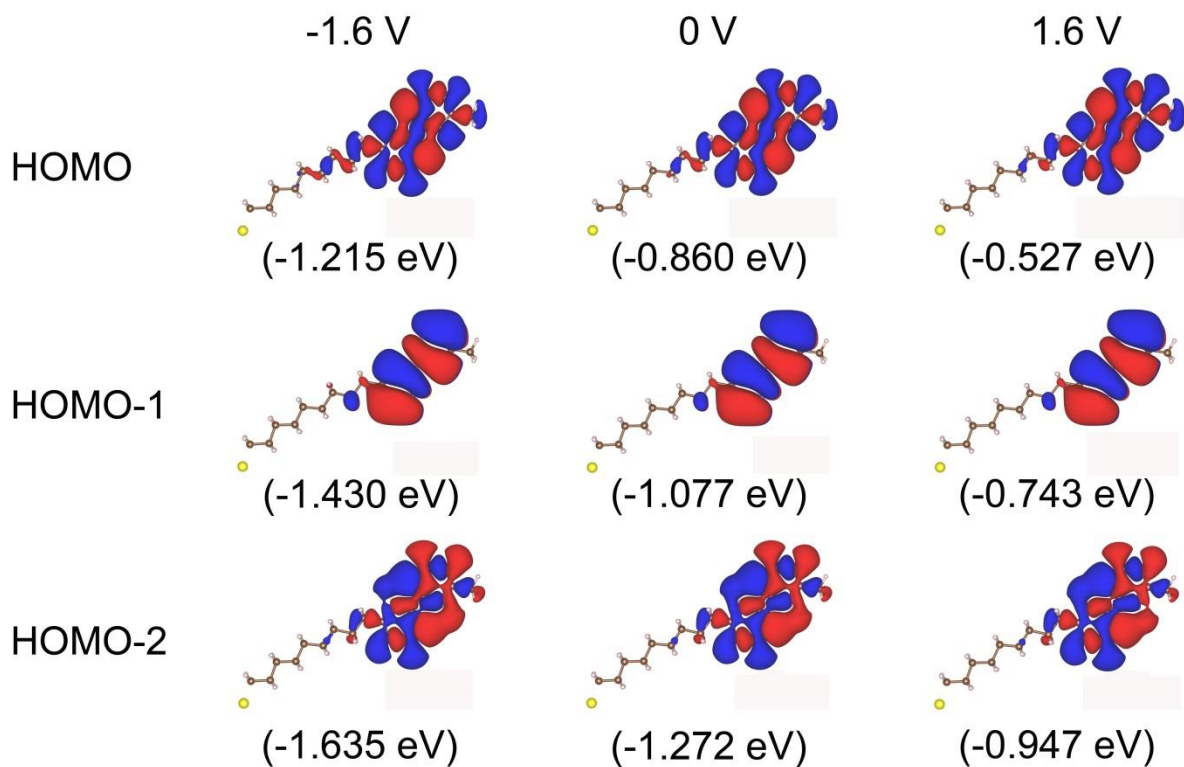 -1.6 V 0 V 1.6 V
HOMO
(-1.215 eV) (-0.860 eV) (-0.527 eV)
HOMO-1
(-1.430 eV) (-1.077 eV) (-0.743 eV)
HOMO-2
(-1.635 eV) (-1.272 eV) (-0.947 eV)